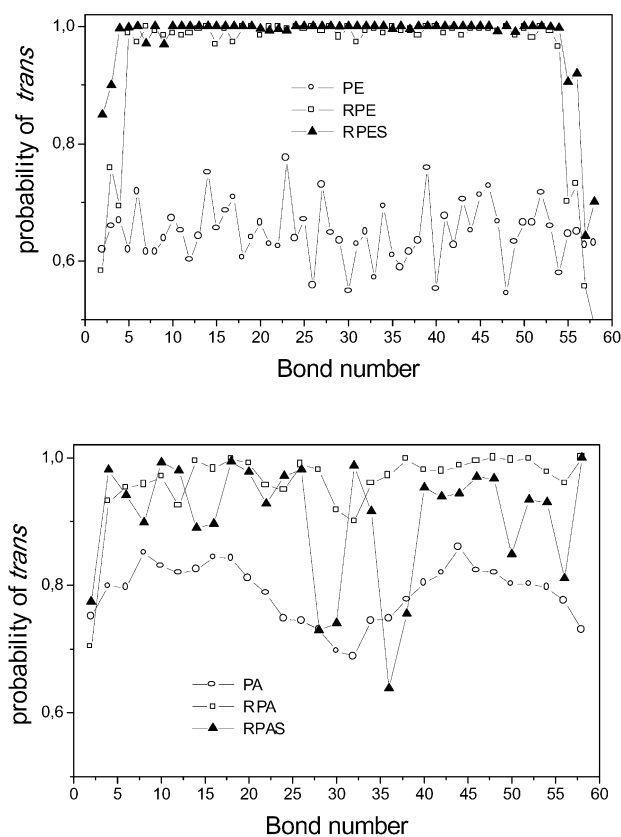 1,0
0,8
0,6
probability of trans
PE
RPE
RPES
0 5 10 15 20 25 30 35 40 45 50 55 60
Bond number
1,0
0,8
0,6
probability of trans
PA
RPA
RPAS
0 5 10 15 20 25 30 35 40 45 50 55 60
Bond number